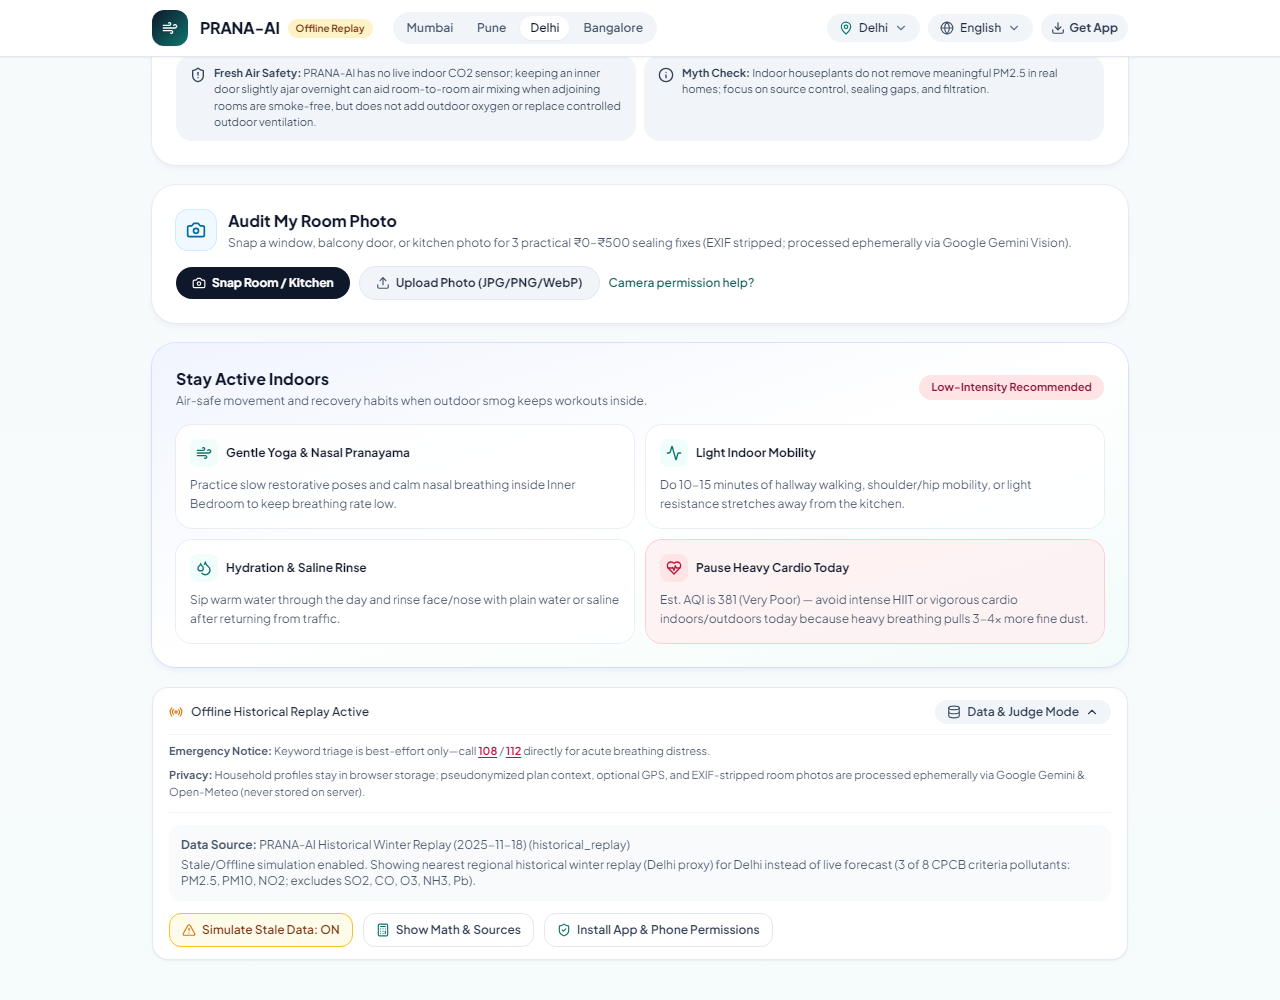 PRANA-AI
Offline Replay
Mumbai
Pune
Delhi
Bangalore
Delhi
English
Get App
Fresh Air Safety: PRANA-AI has no live indoor CO2 sensor; keeping an inner
door slightly ajar overnight can aid room-to-room air mixing when adjoining
rooms are smoke-free, but does not add outdoor oxygen or replace controlled
outdoor ventilation.
Myth Check: Indoor houseplants do not remove meaningful PM2.5 in real
homes; focus on source control, sealing gaps, and filtration.
Audit My Room Photo
Snap a window, balcony door, or kitchen photo for 3 practical ₹0–₹500 sealing fixes (EXIF stripped; processed ephemerally via Google Gemini Vision).
Snap Room / Kitchen
Upload Photo (JPG/PNG/WebP)
Camera permission help?
Stay Active Indoors
Air-safe movement and recovery habits when outdoor smog keeps workouts inside.
Low-Intensity Recommended
Gentle Yoga & Nasal Pranayama
Practice slow restorative poses and calm nasal breathing inside Inner
Bedroom to keep breathing rate low.
Light Indoor Mobility
Do 10–15 minutes of hallway walking, shoulder/hip mobility, or light
resistance stretches away from the kitchen.
Hydration & Saline Rinse
Sip warm water through the day and rinse face/nose with plain water or saline
after returning from traffic.
Pause Heavy Cardio Today
Est. AQI is 381 (Very Poor) — avoid intense HIIT or vigorous cardio
indoors/outdoors today because heavy breathing pulls 3–4× more fine dust.
Offline Historical Replay Active
Data & Judge Mode
Emergency Notice: Keyword triage is best-effort only—call 108 / 112 directly for acute breathing distress.
Privacy: Household profiles stay in browser storage; pseudonymized plan context, optional GPS, and EXIF-stripped room photos are processed ephemerally via Google Gemini &
Open-Meteo (never stored on server).
Data Source: PRANA-AI Historical Winter Replay (2025-11-18) (historical_replay)
Stale/Offline simulation enabled. Showing nearest regional historical winter replay (Delhi proxy) for Delhi instead of live forecast (3 of 8 CPCB criteria pollutants:
PM2.5, PM10, NO2; excludes SO2, CO, O3, NH3, Pb).
Simulate Stale Data: ON
Show Math & Sources
Install App & Phone Permissions